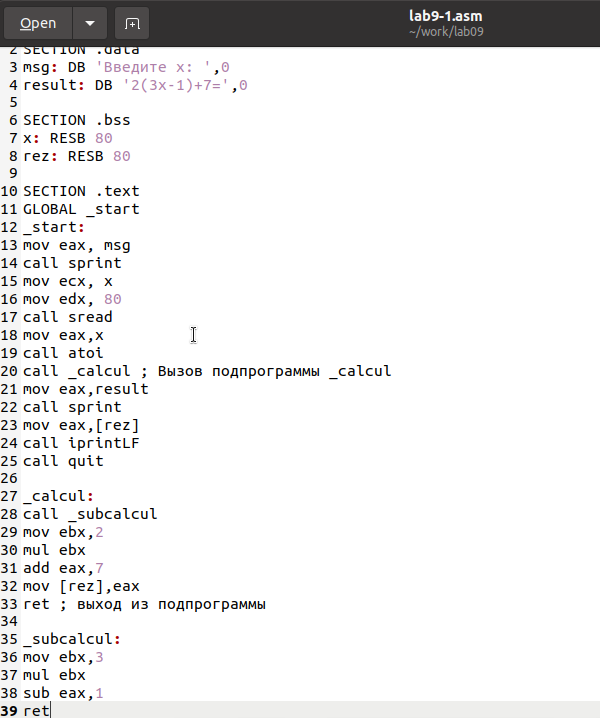 Open
lab9-1.asm
~/work/lab09
2 SECTION .data
3 msg: DB 'Введите x: ',0
4 result: DB '2(3x-1)+7=',0
5
6 SECTION .bss
7 x: RESB 80
8 rez: RESB 80
9
10 SECTION .text
11 GLOBAL _start
12 _start:
13 mov eax, msg
14 call sprint
15 mov ecx, x
16 mov edx, 80
17 call sread
18 mov eax,x
19 call atoi
20 call _calcul ; Вызов подпрограммы _calcul
21 mov eax,result
22 call sprint
23 mov eax,[rez]
24 call iprintLF
25 call quit
26
27 _calcul:
28 call _subcalcul
29 mov ebx,2
30 mul ebx
31 add eax,7
32 mov [rez],eax
33 ret ; выход из подпрограммы
34
35 _subcalcul:
36 mov ebx,3
37 mul ebx
38 sub eax,1
39 ret